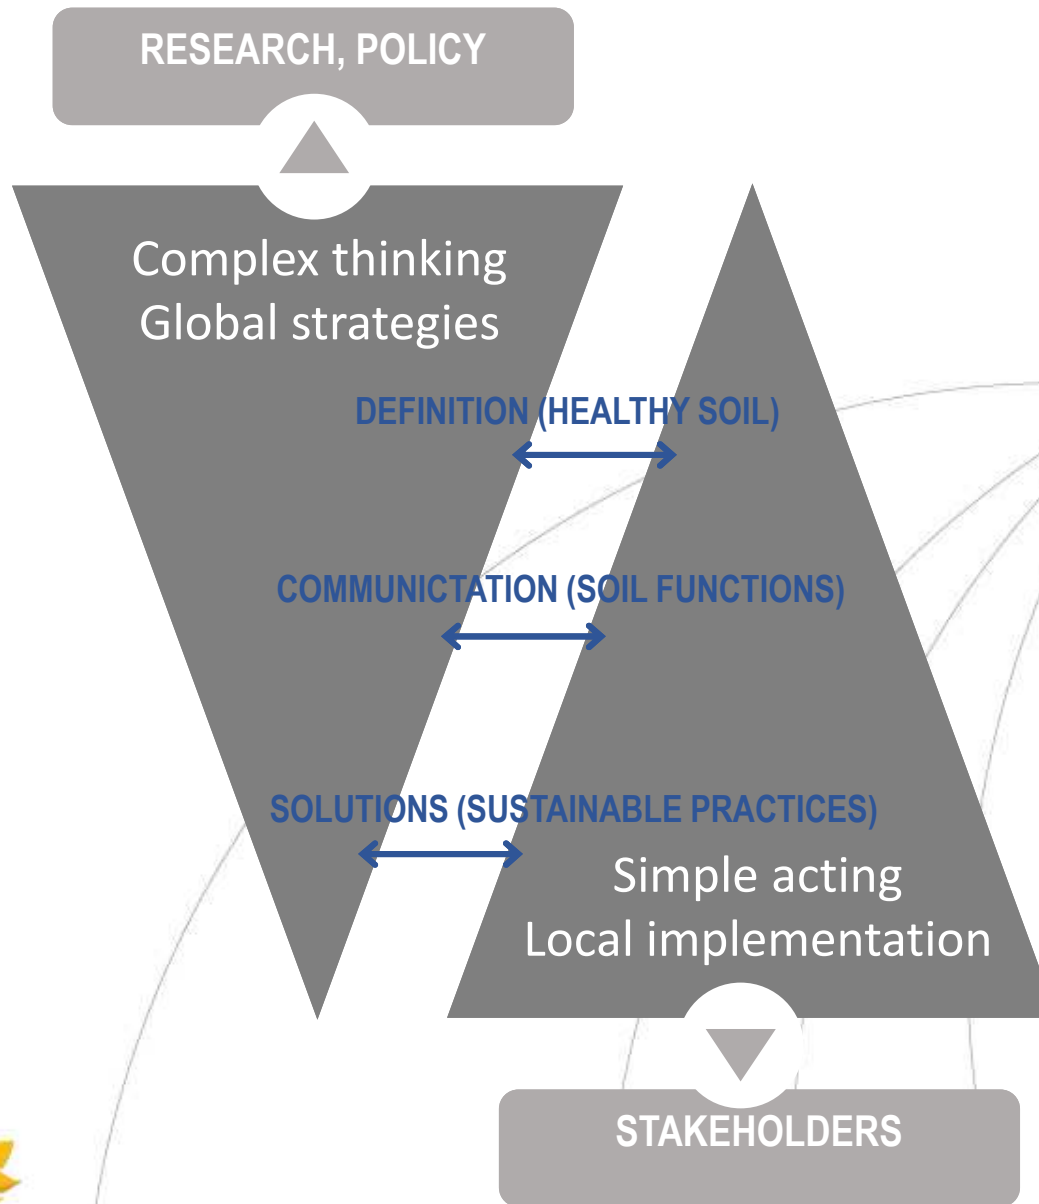 RESEARCH, POLICY
Complex thinking
Global strategies
DEFINITION (HEALTHY SOIL)
COMMUNICTATION (SOIL FUNCTIONS)
SOLUTIONS (SUSTAINABLE PRACTICES)
Simple acting
Local implementation
STAKEHOLDERS